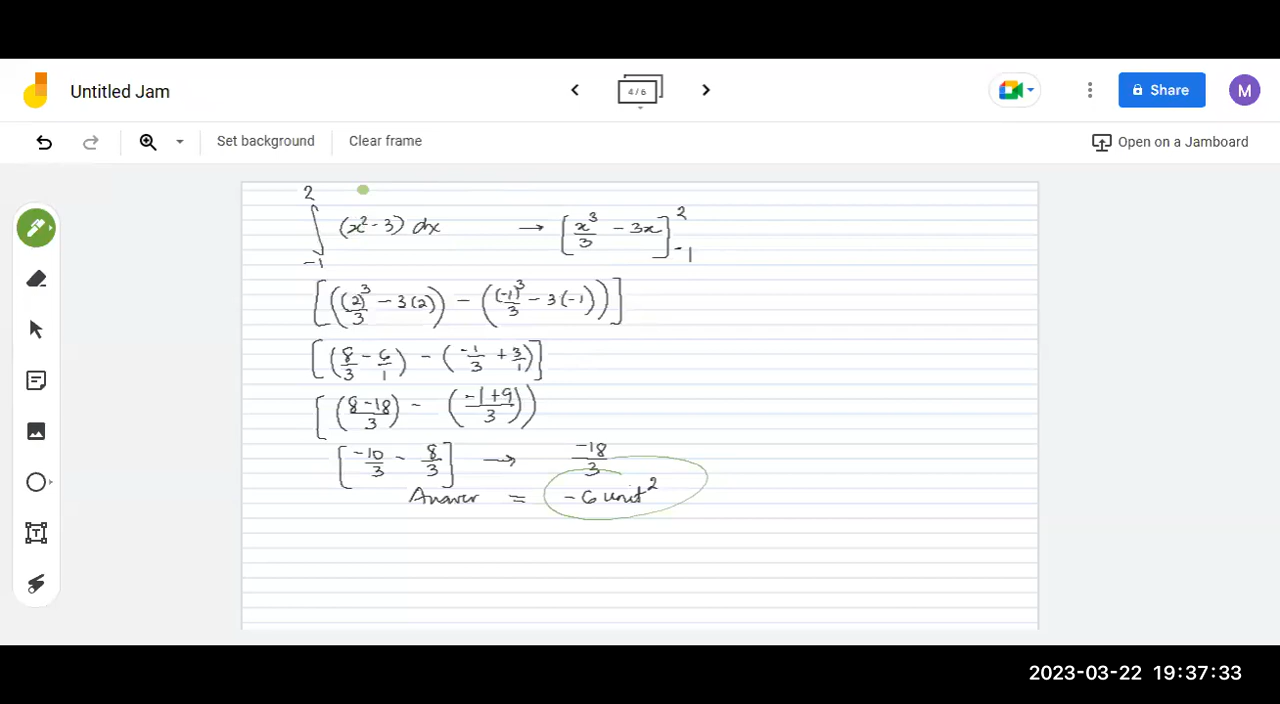 Untitled Jam
4 / 6
Share
M
Set background
Clear frame
Open on a Jamboard
∫_{-1}^{2} (x² - 3) dx → [x³/3 - 3x]_{-1}^{2}
[((2)³/3 - 3(2)) - ((-1)³/3 - 3(-1))]
[(8/3 - 6/1) - (-1/3 + 3/1)]
[((8-18)/3) - ((-1+9)/3))
[-10/3 - 8/3] → -18/3
Answer = -6 unit²
2023-03-22 19:37:33